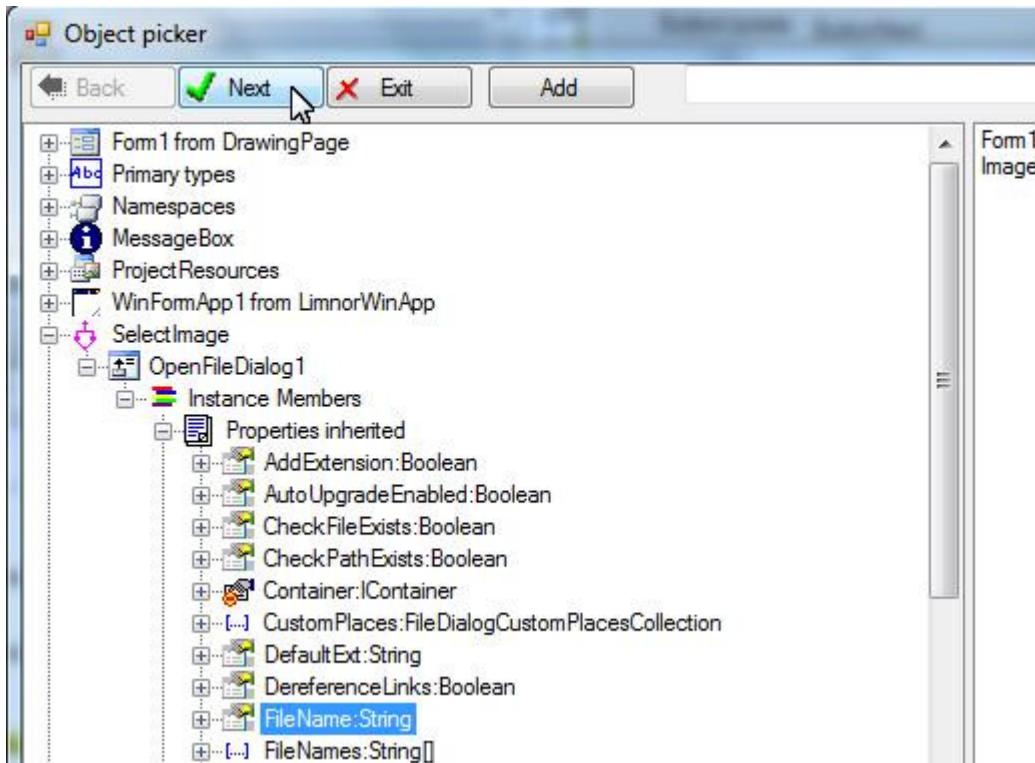 Object picker
Back Next Exit Add
Form1 from DrawingPage
Primary types
Namespaces
MessageBox
ProjectResources
WinFormApp1 from LimnorWinApp
SelectImage
OpenFileDialog1
Instance Members
Properties inherited
AddExtension:Boolean
AutoUpgradeEnabled:Boolean
CheckFileExists:Boolean
CheckPathExists:Boolean
Container:IContainer
CustomPlaces:FileDialogCustomPlacesCollection
DefaultExt:String
DereferenceLinks:Boolean
FileName:String
FileNames:String[]
Form1
Image